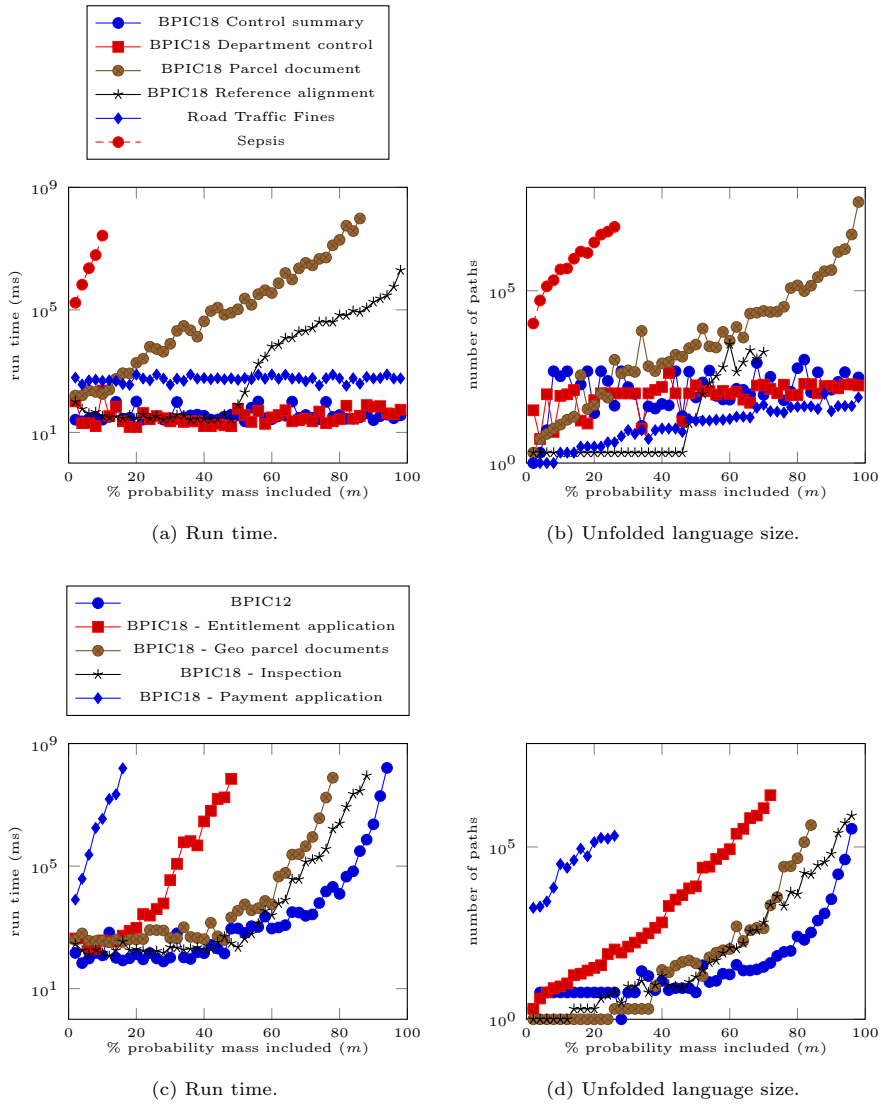 BPIC18 Control summary
BPIC18 Department control
BPIC18 Parcel document
BPIC18 Reference alignment
Road Traffic Fines
Sepsis
10^9
10^5
10^1
run time (ms)
0 20 40 60 80 100
% probability mass included (m)
(a) Run time.
10^5
10^0
number of paths
0 20 40 60 80 100
% probability mass included (m)
(b) Unfolded language size.
BPIC12
BPIC18 - Entitlement application
BPIC18 - Geo parcel documents
BPIC18 - Inspection
BPIC18 - Payment application
10^9
10^5
10^1
run time (ms)
0 20 40 60 80 100
% probability mass included (m)
(c) Run time.
10^5
10^0
number of paths
0 20 40 60 80 100
% probability mass included (m)
(d) Unfolded language size.